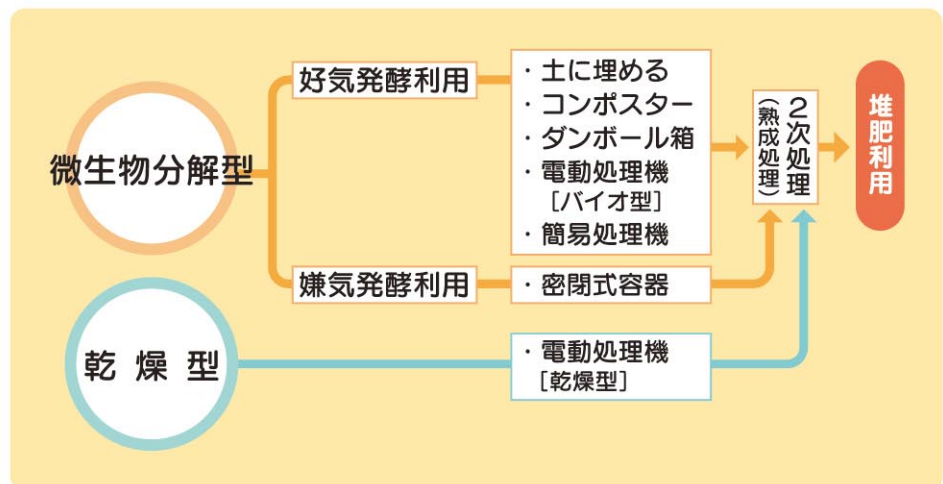 微生物分解型
好気発酵利用
・土に埋める
・コンポスター
・ダンボール箱
・電動処理機
［バイオ型］
・簡易処理機
嫌気発酵利用
・密閉式容器
乾燥型
・電動処理機
［乾燥型］
２次処理
（熟成処理）
堆肥利用